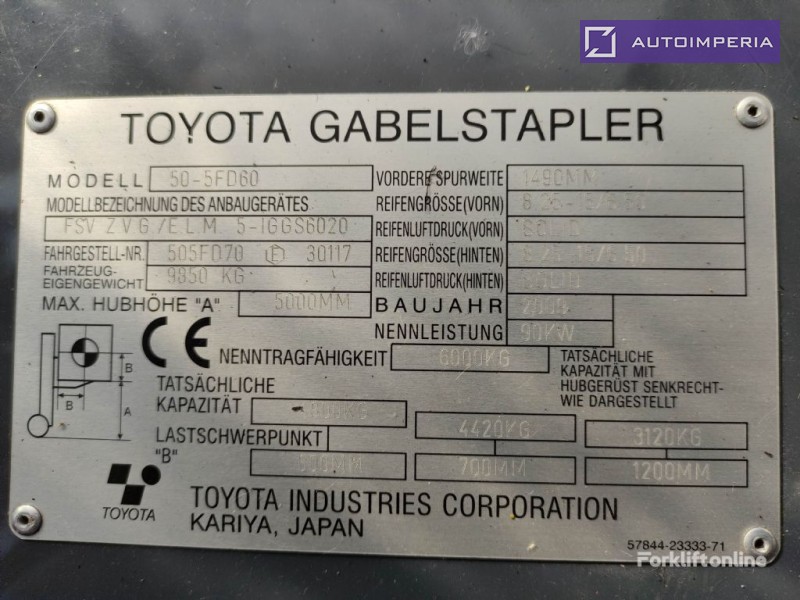 AUTOIMPERIA
TOYOTA GABELSTAPLER
MODELL 50-5FD60
MODELLBEZEICHNUNG DES ANBAUGERÄTES
FSV Z.V.G./E.L.M. 5-IGGS6020
FAHRGESTELL-NR. 505FD70 E 30117
FAHRZEUG-
EIGENGEWICHT 9850 KG
MAX. HUBHÖHE "A" 5000MM
VORDERE SPURWEITE 1490MM
REIFENGRÖSSE(VORN)
REIFENLUFTDRUCK(VORN)
REIFENGRÖSSE(HINTEN)
REIFENLUFTDRUCK(HINTEN)
BAUJAHR 2000
NENNLEISTUNG 90KW
B
B
A
CE
NENNTRAGFÄHIGKEIT 6000KG
TATSÄCHLICHE
KAPAZITÄT MIT
HUBGERÜST SENKRECHT-
WIE DARGESTELLT
TATSÄCHLICHE
KAPAZITÄT 4420KG 3120KG
LASTSCHWERPUNKT
"B" 700MM 1200MM
TOYOTA
TOYOTA INDUSTRIES CORPORATION
KARIYA, JAPAN
57844-23333-71
Forkliftonline